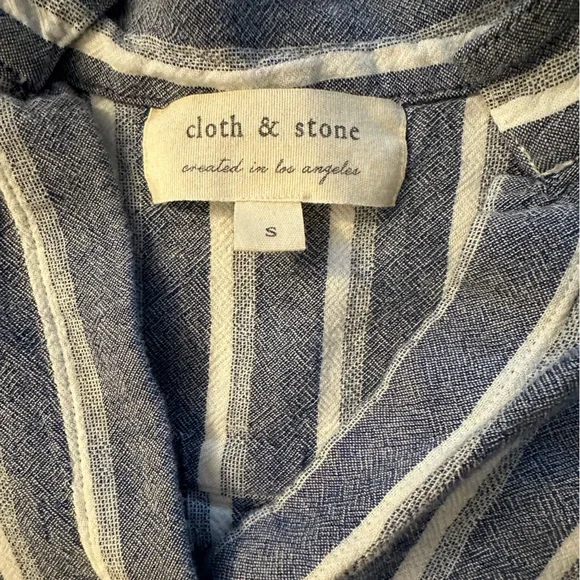 cloth & stone
created in los angeles
S